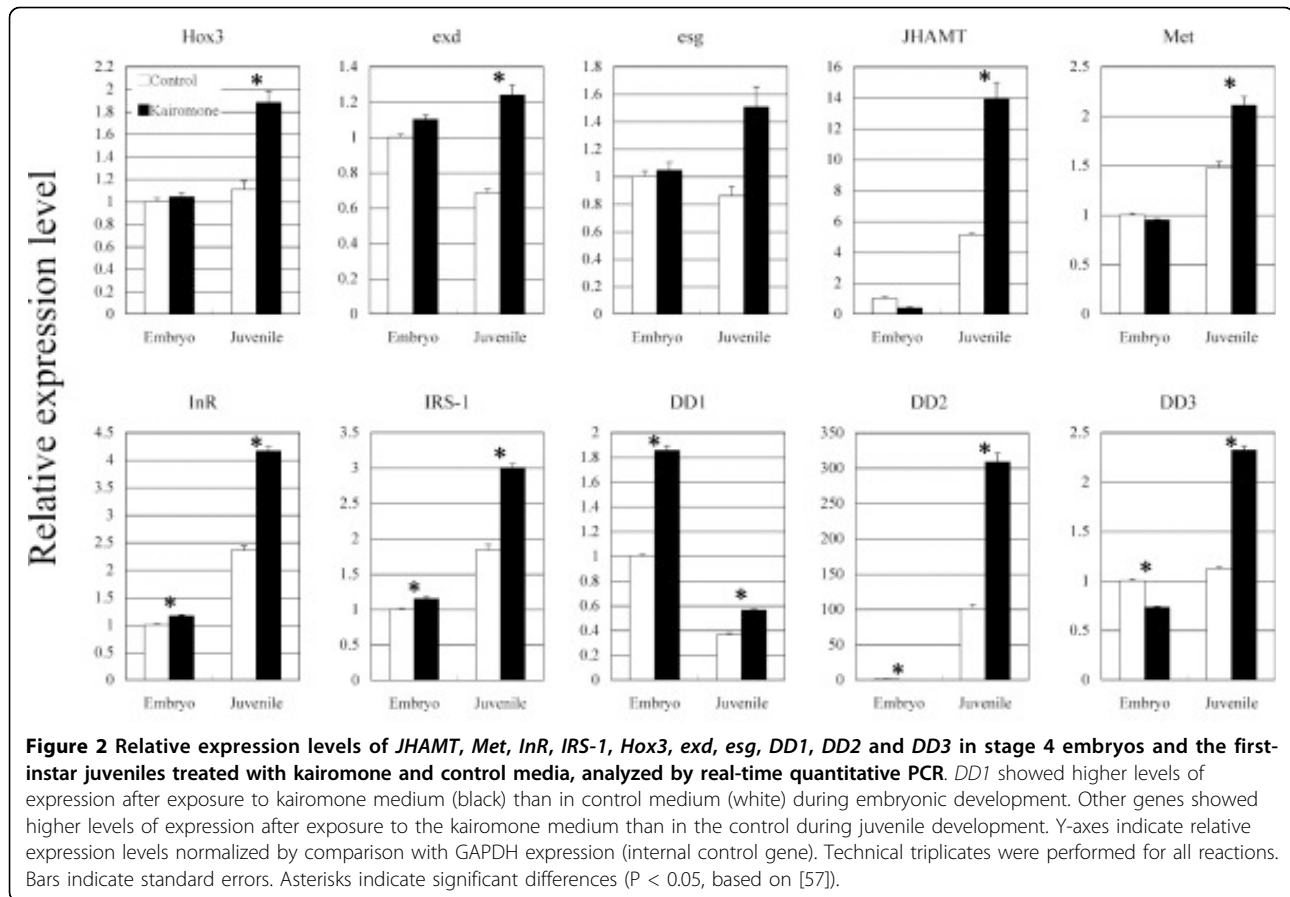 Hox3
exd
esg
JHAMT
Met
Relative expression level
2.2
2
1.8
1.6
1.4
1.2
1
0.8
0.6
0.4
0.2
0
Control
Kairomone
*
Embryo
Juvenile
1.4
1.2
1
0.8
0.6
0.4
0.2
0
*
Embryo
Juvenile
1.8
1.6
1.4
1.2
1
0.8
0.6
0.4
0.2
0
Embryo
Juvenile
16
14
12
10
8
6
4
2
0
*
Embryo
Juvenile
2.5
2
1.5
1
0.5
0
*
Embryo
Juvenile
InR
IRS-1
DD1
DD2
DD3
4.5
4
3.5
3
2.5
2
1.5
1
0.5
0
*
*
Embryo
Juvenile
3.5
3
2.5
2
1.5
1
0.5
0
*
*
Embryo
Juvenile
2
1.8
1.6
1.4
1.2
1
0.8
0.6
0.4
0.2
0
*
*
Embryo
Juvenile
350
300
250
200
150
100
50
0
*
*
Embryo
Juvenile
2.5
2
1.5
1
0.5
0
*
*
Embryo
Juvenile
Figure 2 Relative expression levels of JHAMT, Met, InR, IRS-1, Hox3, exd, esg, DD1, DD2 and DD3 in stage 4 embryos and the first-
instar juveniles treated with kairomone and control media, analyzed by real-time quantitative PCR. DD1 showed higher levels of
expression after exposure to kairomone medium (black) than in control medium (white) during embryonic development. Other genes showed
higher levels of expression after exposure to the kairomone medium than in the control during juvenile development. Y-axes indicate relative
expression levels normalized by comparison with GAPDH expression (internal control gene). Technical triplicates were performed for all reactions.
Bars indicate standard errors. Asterisks indicate significant differences (P < 0.05, based on [57]).